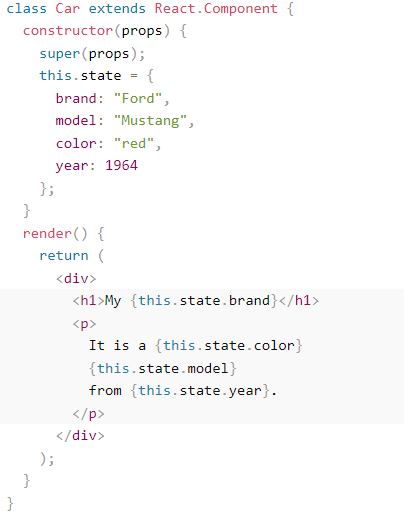 class Car extends React.Component {
  constructor(props) {
    super(props);
    this.state = {
      brand: "Ford",
      model: "Mustang",
      color: "red",
      year: 1964
    };
  }
  render() {
    return (
      <div>
        <h1>My {this.state.brand}</h1>
        <p>
          It is a {this.state.color}
          {this.state.model}
          from {this.state.year}.
        </p>
      </div>
    );
  }
}